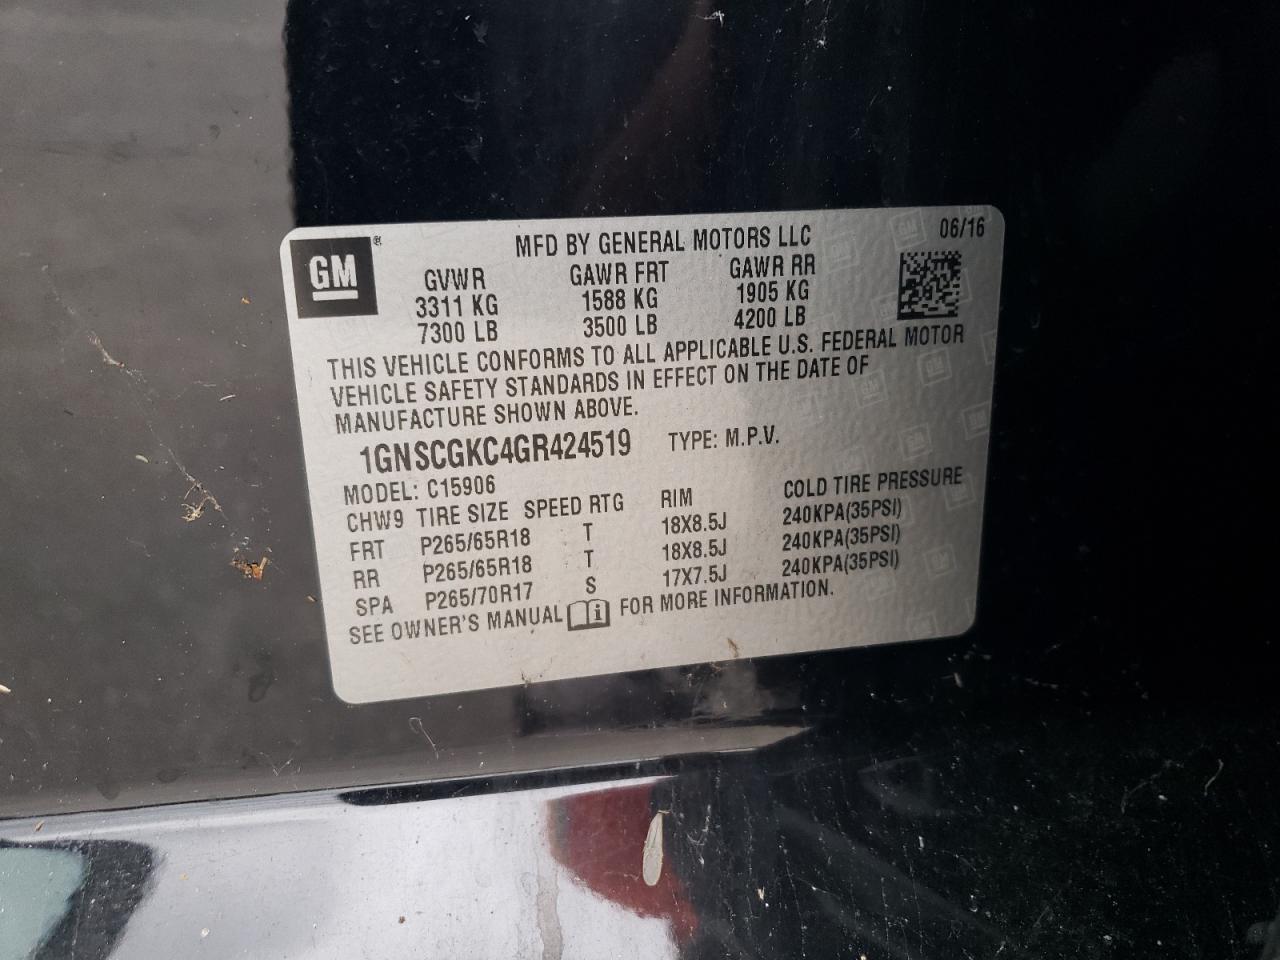 GM®
MFD BY GENERAL MOTORS LLC 06/16
GVWR GAWR FRT GAWR RR
3311 KG 1588 KG 1905 KG
7300 LB 3500 LB 4200 LB
THIS VEHICLE CONFORMS TO ALL APPLICABLE U.S. FEDERAL MOTOR
VEHICLE SAFETY STANDARDS IN EFFECT ON THE DATE OF
MANUFACTURE SHOWN ABOVE.
1GNSCGKC4GR424519 TYPE: M.P.V.
MODEL: C15906
CHW9 TIRE SIZE SPEED RTG RIM COLD TIRE PRESSURE
FRT P265/65R18 T 18X8.5J 240KPA(35PSI)
RR P265/65R18 T 18X8.5J 240KPA(35PSI)
SPA P265/70R17 S 17X7.5J 240KPA(35PSI)
SEE OWNER'S MANUAL i FOR MORE INFORMATION.